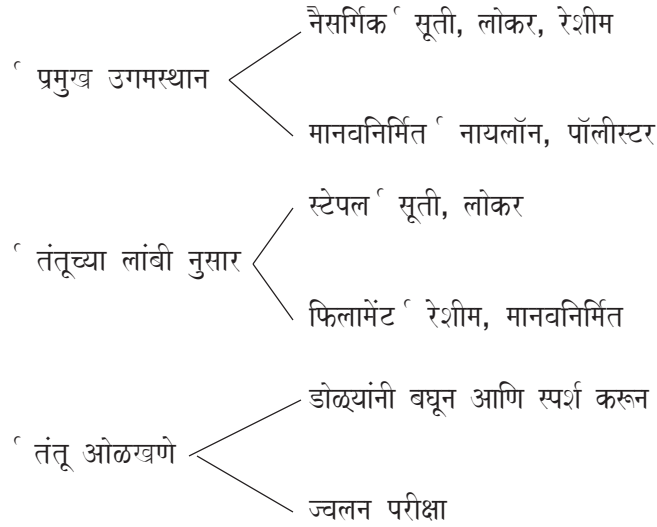 नैसर्गिक ʿ सूती, लोकर, रेशीम
ʿ प्रमुख उगमस्थान
मानवनिर्मित ʿ नायलॉन, पॉलीस्टर
स्टेपल ʿ सूती, लोकर
ʿ तंतूच्या लांबी नुसार
फिलामेंट ʿ रेशीम, मानवनिर्मित
डोळ्यांनी बघून आणि स्पर्श करून
ʿ तंतू ओळखणे
ज्वलन परीक्षा